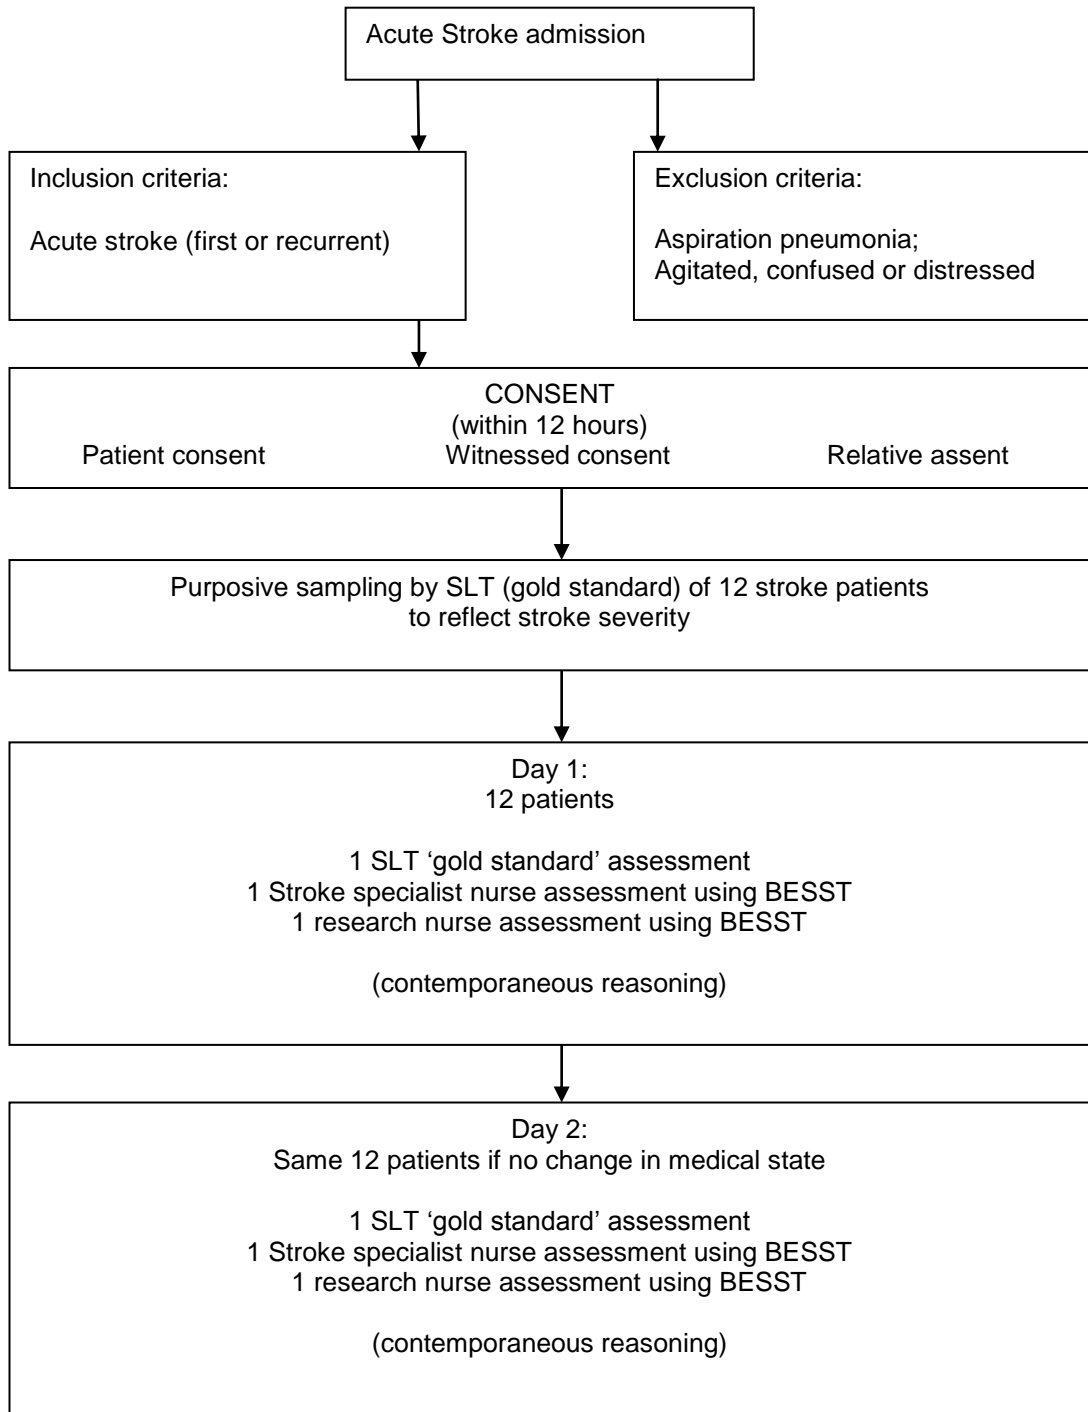 Acute Stroke admission
Inclusion criteria:
Acute stroke (first or recurrent)
Exclusion criteria:
Aspiration pneumonia;
Agitated, confused or distressed
CONSENT
(within 12 hours)
Patient consent Witnessed consent Relative assent
Purposive sampling by SLT (gold standard) of 12 stroke patients
to reflect stroke severity
Day 1:
12 patients
1 SLT ‘gold standard’ assessment
1 Stroke specialist nurse assessment using BESST
1 research nurse assessment using BESST
(contemporaneous reasoning)
Day 2:
Same 12 patients if no change in medical state
1 SLT ‘gold standard’ assessment
1 Stroke specialist nurse assessment using BESST
1 research nurse assessment using BESST
(contemporaneous reasoning)